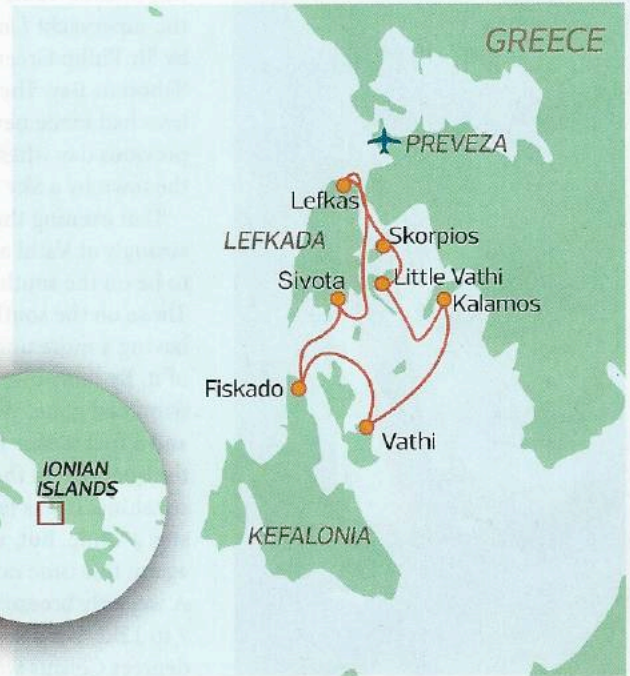 GREECE
PREVEZA
Lefkas
LEFKADA
Skorpios
Sivota
Little Vathi
Kalamos
Fiskado
Vathi
IONIAN
ISLANDS
KEFALONIA